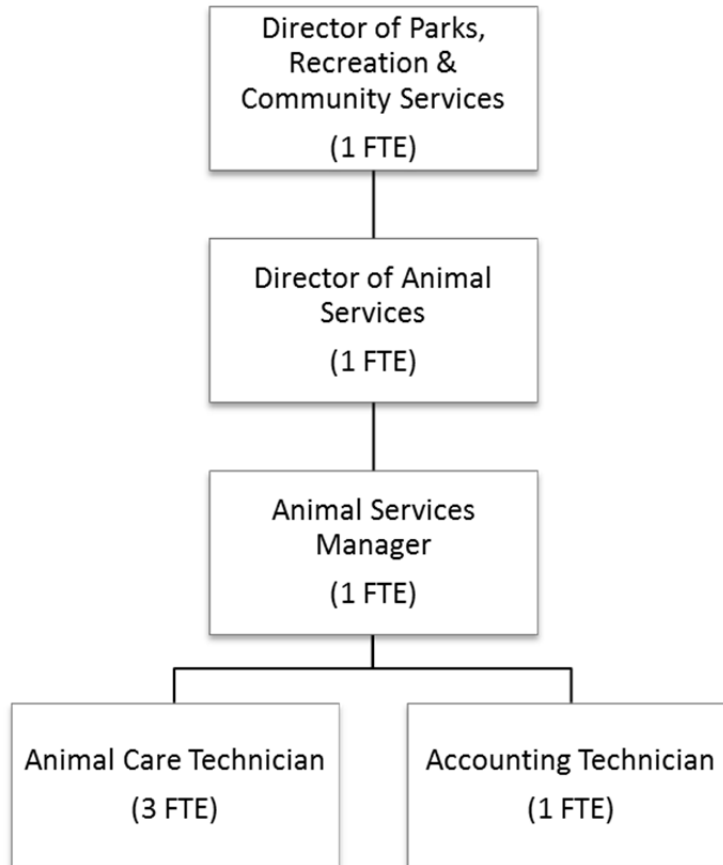 Director of Parks,
Recreation &
Community Services
(1 FTE)
Director of Animal
Services
(1 FTE)
Animal Services
Manager
(1 FTE)
Animal Care Technician
(3 FTE)
Accounting Technician
(1 FTE)